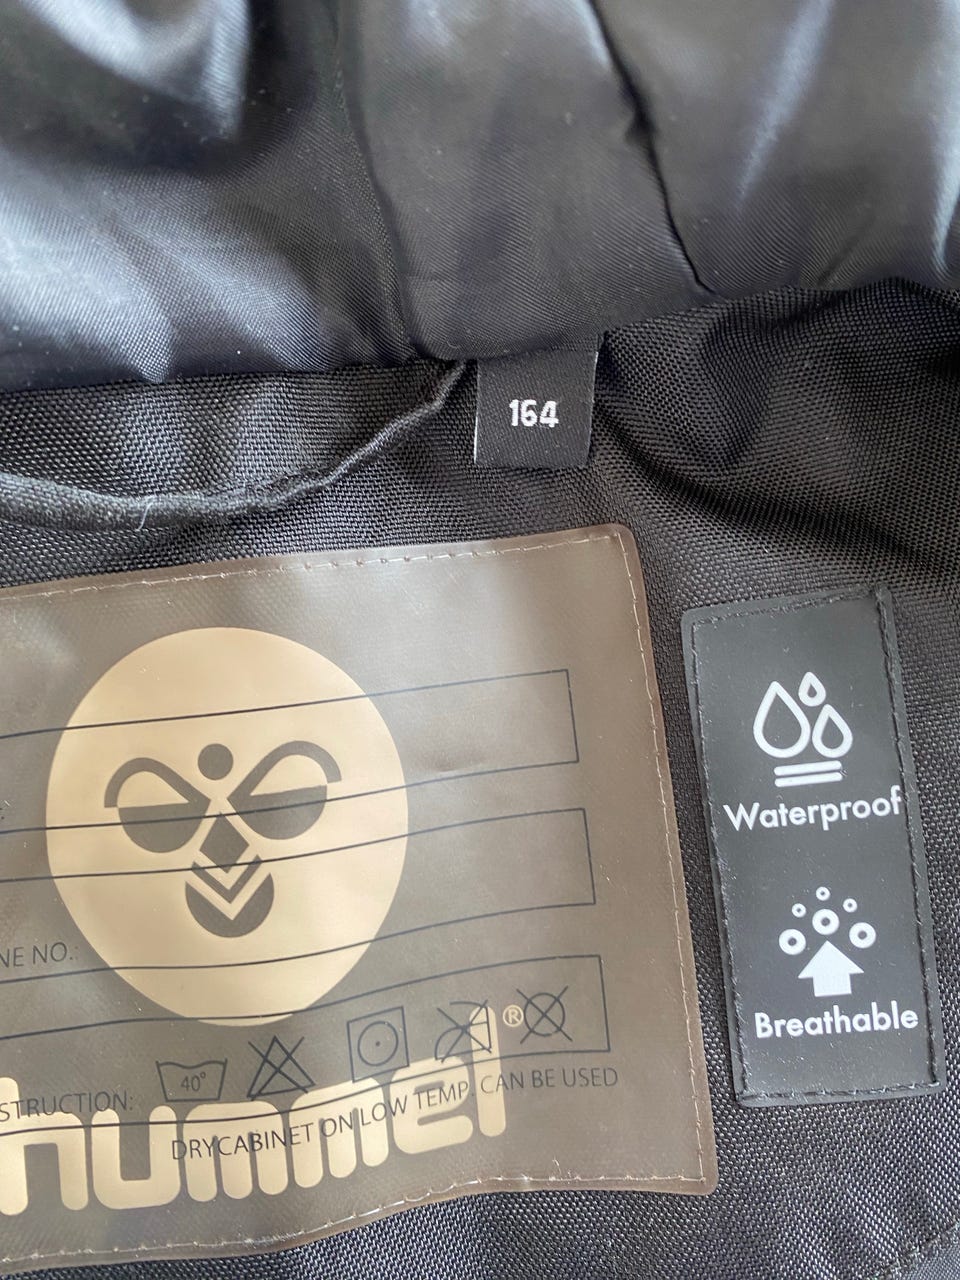 164
Waterproof
NE NO.:
Breathable
®
40°
STRUCTION:
DRYCABINET ON LOW TEMP. CAN BE USED
hummel